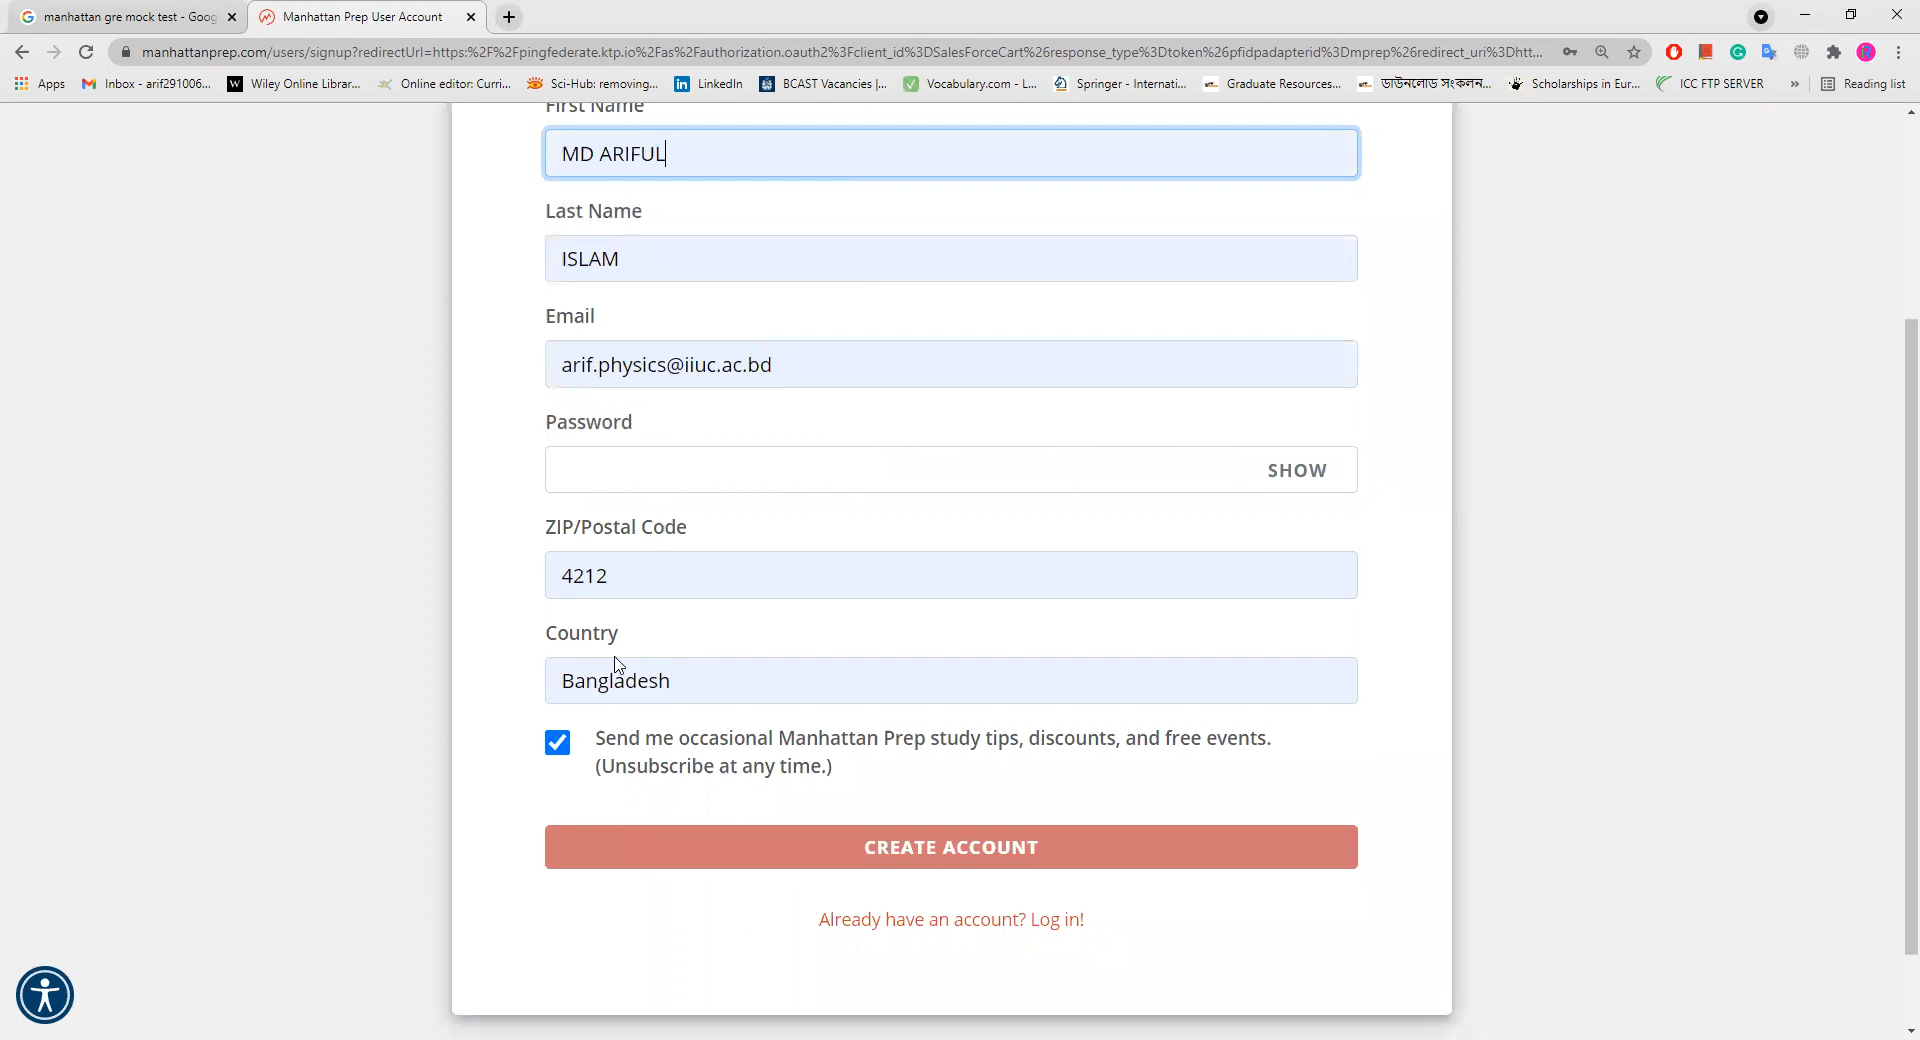 manhattan gre mock test - Goog
Manhattan Prep User Account
manhattanprep.com/users/signup?redirectUrl=https:%2F%2Fpingfederate.ktp.io%2Fas%2Fauthorization.oauth2%3Fclient_id%3DSalesForceCart%26response_type%3Dtoken%26pfidpadapterid%3Dmprep%26redirect_uri%3Dhtt...
Apps Inbox - arif291006... Wiley Online Librar... Online editor: Curri... Sci-Hub: removing... LinkedIn BCAST Vacancies |... Vocabulary.com - L... Springer - Internati... Graduate Resources... ডাউনলোড সংকলন... Scholarships in Eur... ICC FTP SERVER » Reading list
First Name
MD ARIFUL
Last Name
ISLAM
Email
arif.physics@iiuc.ac.bd
Password
SHOW
ZIP/Postal Code
4212
Country
Bangladesh
Send me occasional Manhattan Prep study tips, discounts, and free events.
(Unsubscribe at any time.)
CREATE ACCOUNT
Already have an account? Log in!